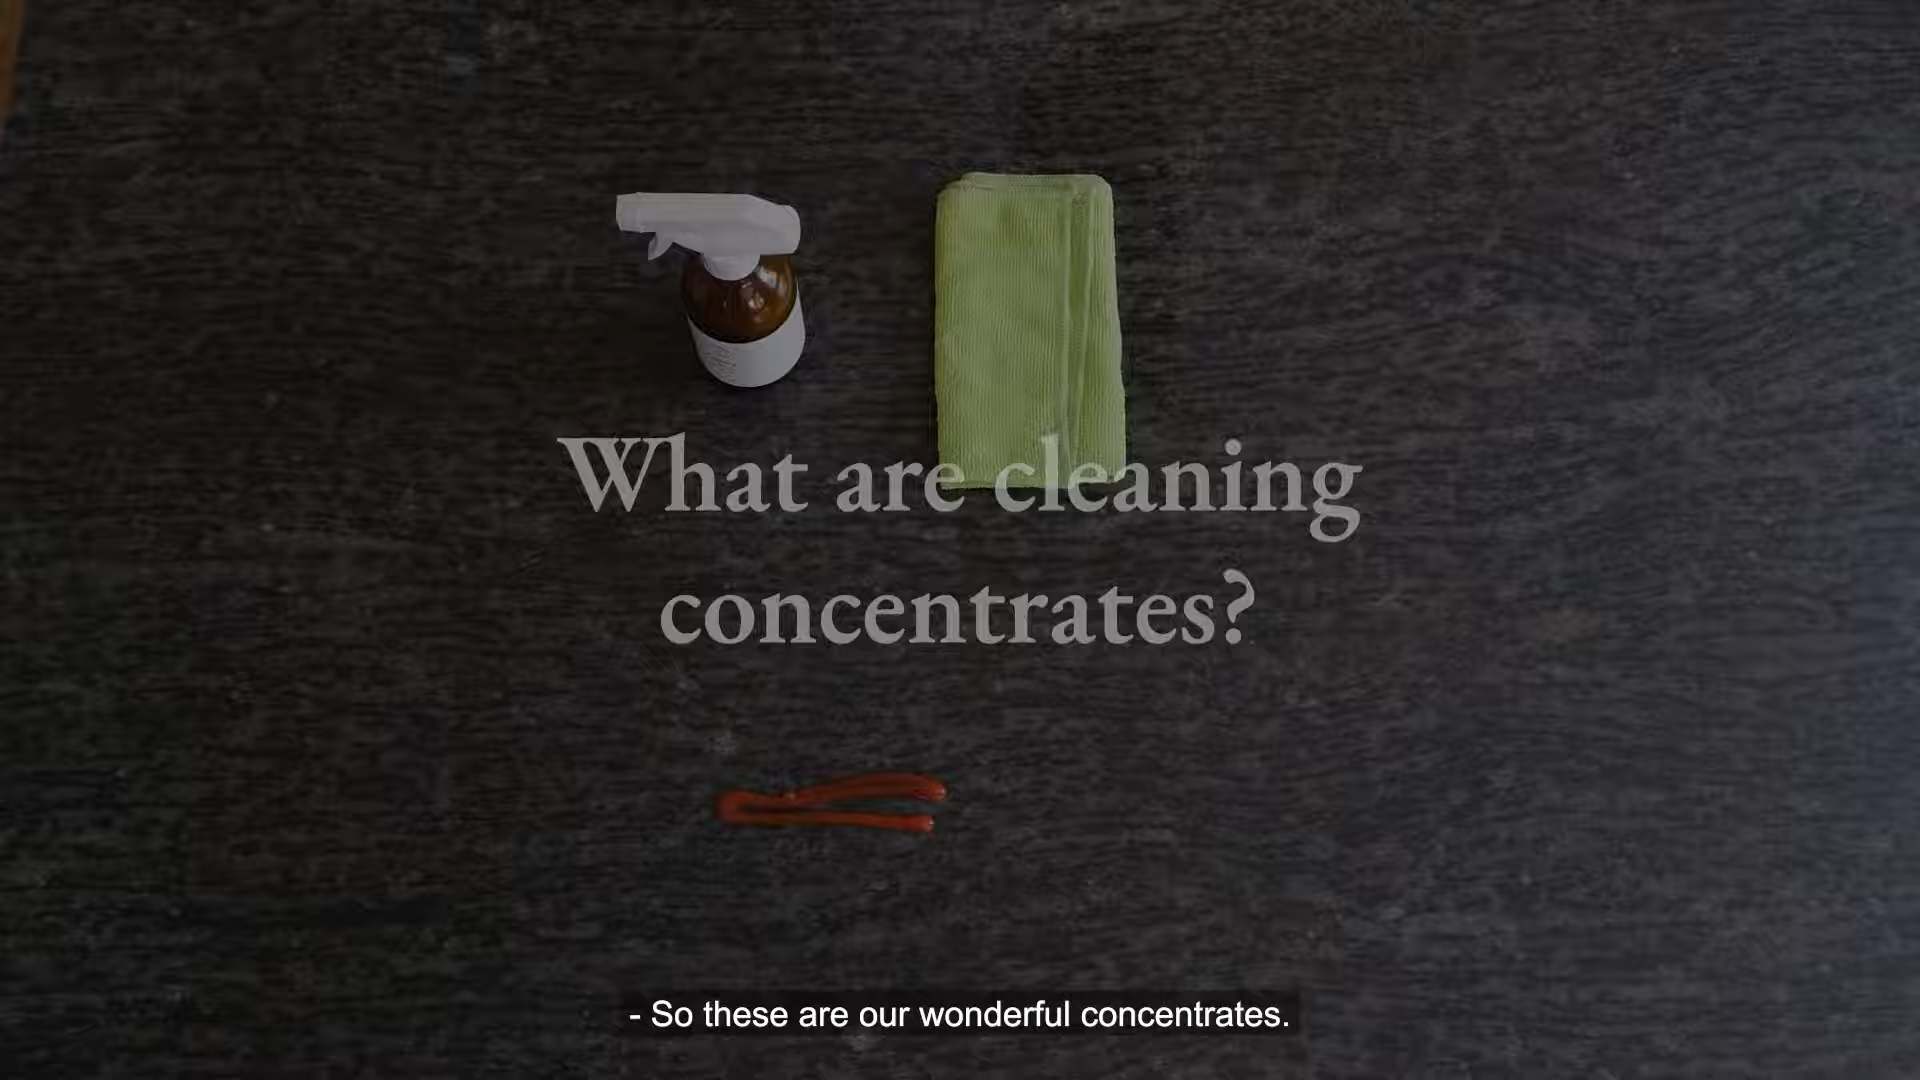 What are cleaning
concentrates?
- So these are our wonderful concentrates.